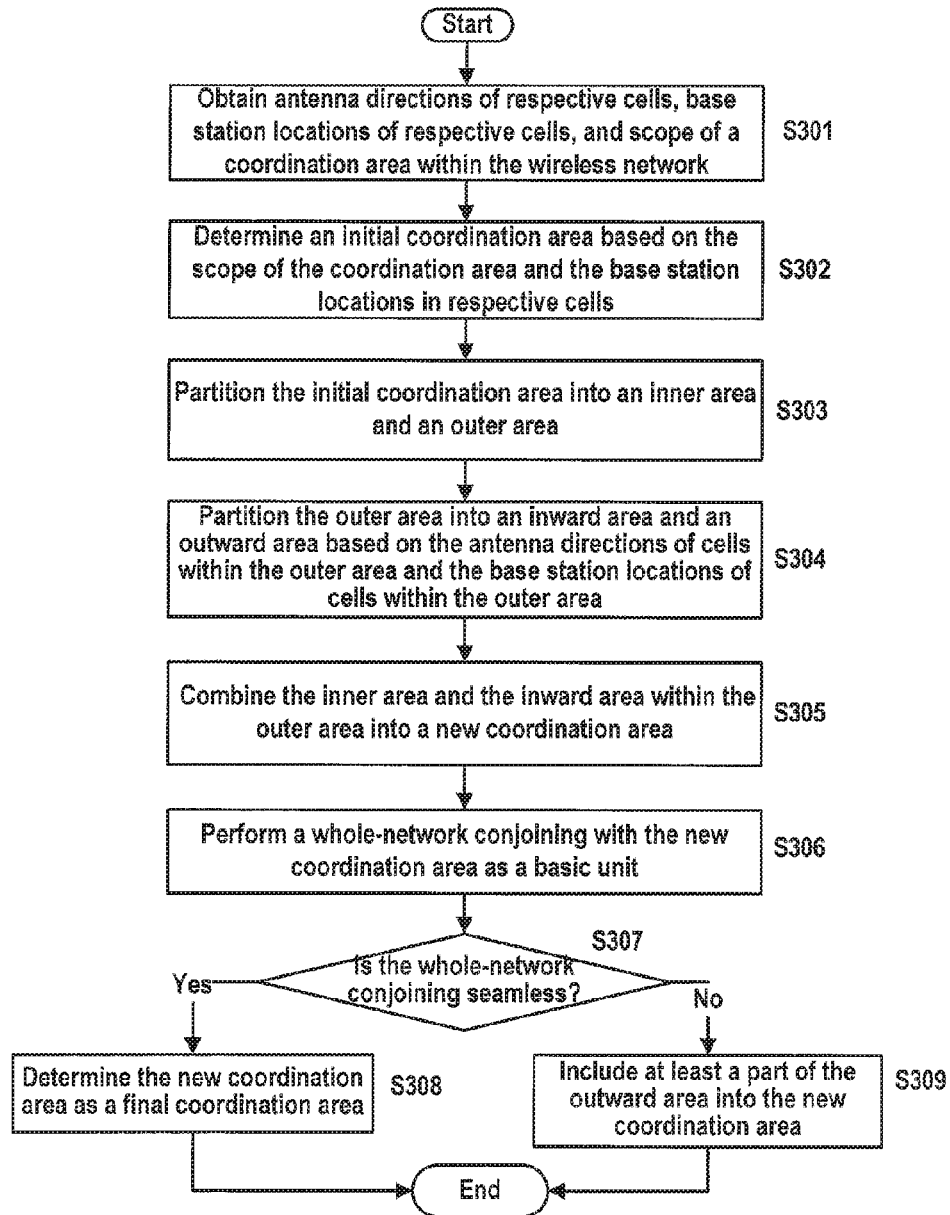 Start
Obtain antenna directions of respective cells, base
station locations of respective cells, and scope of a
coordination area within the wireless network
S301
Determine an initial coordination area based on the
scope of the coordination area and the base station
locations in respective cells
S302
Partition the initial coordination area into an inner area
and an outer area
S303
Partition the outer area into an inward area and an
outward area based on the antenna directions of cells
within the outer area and the base station locations of
cells within the outer area
S304
Combine the inner area and the inward area within the
outer area into a new coordination area
S305
Perform a whole-network conjoining with the new
coordination area as a basic unit
S306
S307
Is the whole-network
conjoining seamless?
Yes
No
Determine the new coordination
area as a final coordination area
S308
Include at least a part of the
outward area into the new
coordination area
S309
End